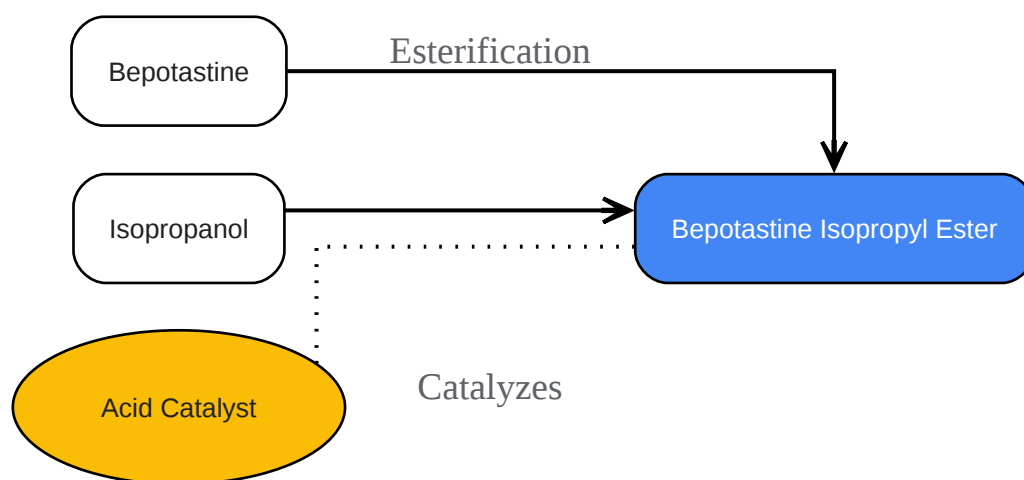 Esterification
Bepotastine
Isopropanol
Bepotastine Isopropyl Ester
Catalyzes
Acid Catalyst